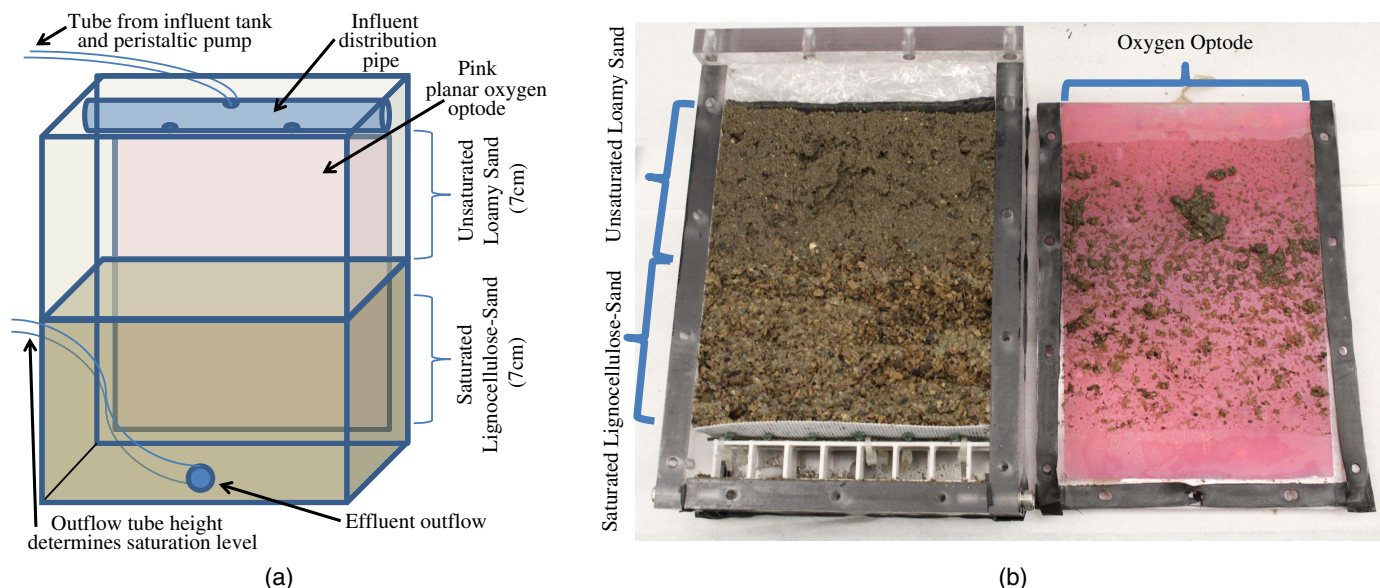 Tube from influent tank
and peristaltic pump
Influent
distribution
pipe
Pink
planar oxygen
optode
Unsaturated
Loamy Sand
(7cm)
Saturated
Lignocellulose-Sand
(7cm)
Outflow tube height
determines saturation level
Effluent outflow
(a)
Unsaturated Loamy Sand
Saturated Lignocellulose-Sand
Oxygen Optode
(b)